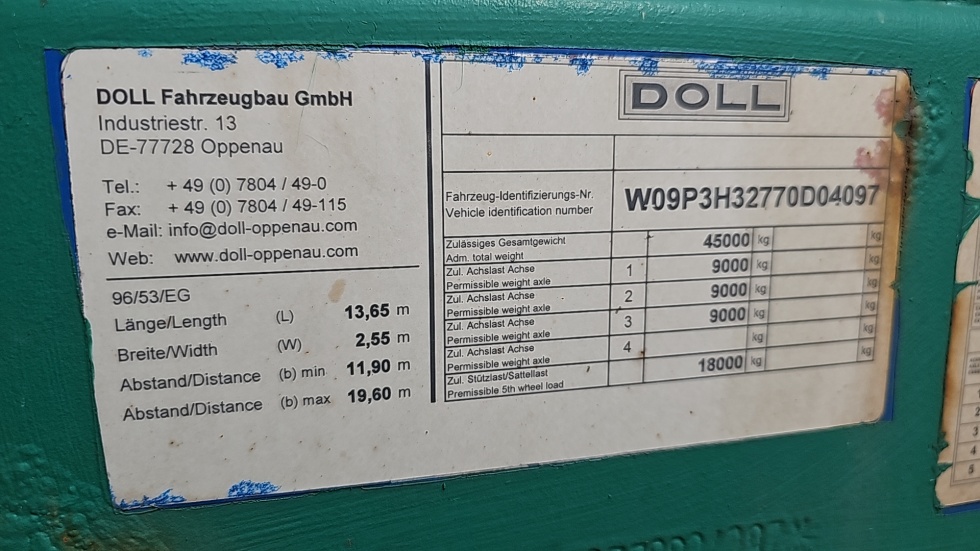 DOLL Fahrzeugbau GmbH
Industriestr. 13
DE-77728 Oppenau
Tel.: + 49 (0) 7804 / 49-0
Fax: + 49 (0) 7804 / 49-115
e-Mail: info@doll-oppenau.com
Web: www.doll-oppenau.com
96/53/EG
Länge/Length (L) 13,65 m
Breite/Width (W) 2,55 m
Abstand/Distance (b) min 11,90 m
Abstand/Distance (b) max 19,60 m
DOLL
Fahrzeug-Identifizierungs-Nr.
Vehicle identification number
W09P3H32770D04097
Zulässiges Gesamtgewicht
Adm. total weight
45000 kg kg
Zul. Achslast Achse
Permissible weight axle
1 9000 kg kg
Zul. Achslast Achse
Permissible weight axle
2 9000 kg kg
Zul. Achslast Achse
Permissible weight axle
3 9000 kg kg
Zul. Achslast Achse
Permissible weight axle
4 kg kg
Zul. Stützlast/Sattellast
Permissible 5th wheel load
18000 kg kg
1
2
3
4
5